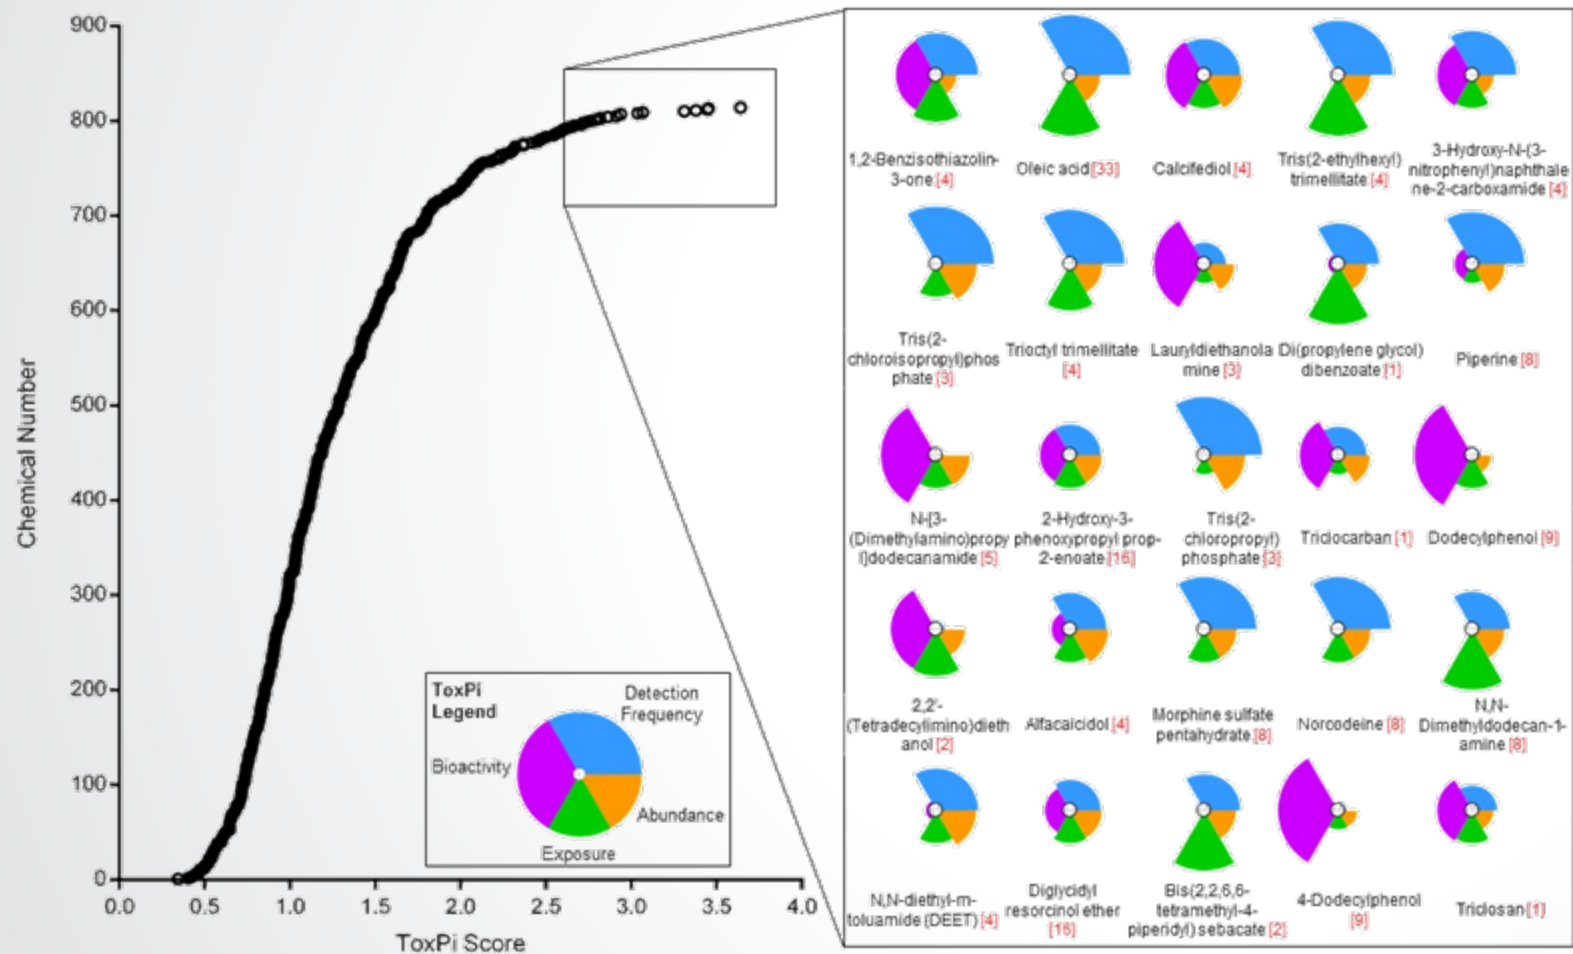 900
800
700
600
500
400
300
200
100
0
Chemical Number
0.0 0.5 1.0 1.5 2.0 2.5 3.0 3.5 4.0
ToxPi Score
ToxPi
Legend
Detection
Frequency
Bioactivity
Abundance
Exposure
1,2-Benzisothiazolin-
3-one[4]
Oleic acid[33]
Calcifediol[4]
Tris(2-ethylhexyl)
trimellitate[4]
3-Hydroxy-N-(3-
nitrophenyl)naphthale
ne-2-carboxamide [4]
Tris(2-
chloroisopropyl)phos
phate[3]
Trioctyl trimellitate
[4]
Lauryldiethanola
mine [3]
Di(propylene glycol)
dibenzoate[1]
Piperine [8]
N-[3-
(Dimethylamino)propy
l]dodecanamide[5]
2-Hydroxy-3-
phenoxypropyl prop-
2-enoate[16]
Tris(2-
chloropropyl)
phosphate[3]
Triclocarban [1]
Dodecylphenol [9]
2,2'-
(Tetradecylimino)dieth
anol [2]
Alfacalcidol[4]
Morphine sulfate
pentahydrate[8]
Norcodeine [8]
N,N-
Dimethyldodecan-1-
amine [8]
N,N-diethyl-m-
toluamide (DEET) [4]
Diglycidyl
resorcinol ether
[16]
Bis(2,2,6,6-
tetramethyl-4-
piperidyl) sebacate [2]
4-Dodecylphenol
[9]
Triclosan[1]